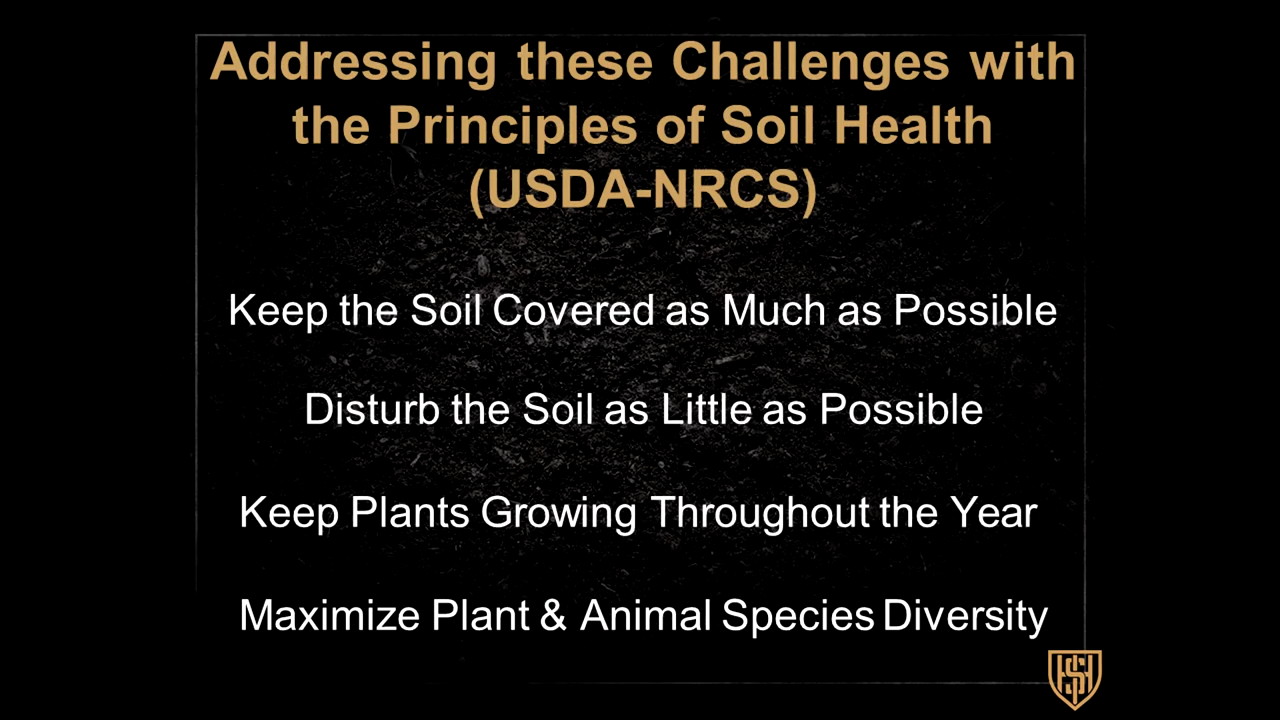 Addressing these Challenges with
the Principles of Soil Health
(USDA-NRCS)
Keep the Soil Covered as Much as Possible
Disturb the Soil as Little as Possible
Keep Plants Growing Throughout the Year
Maximize Plant & Animal Species Diversity